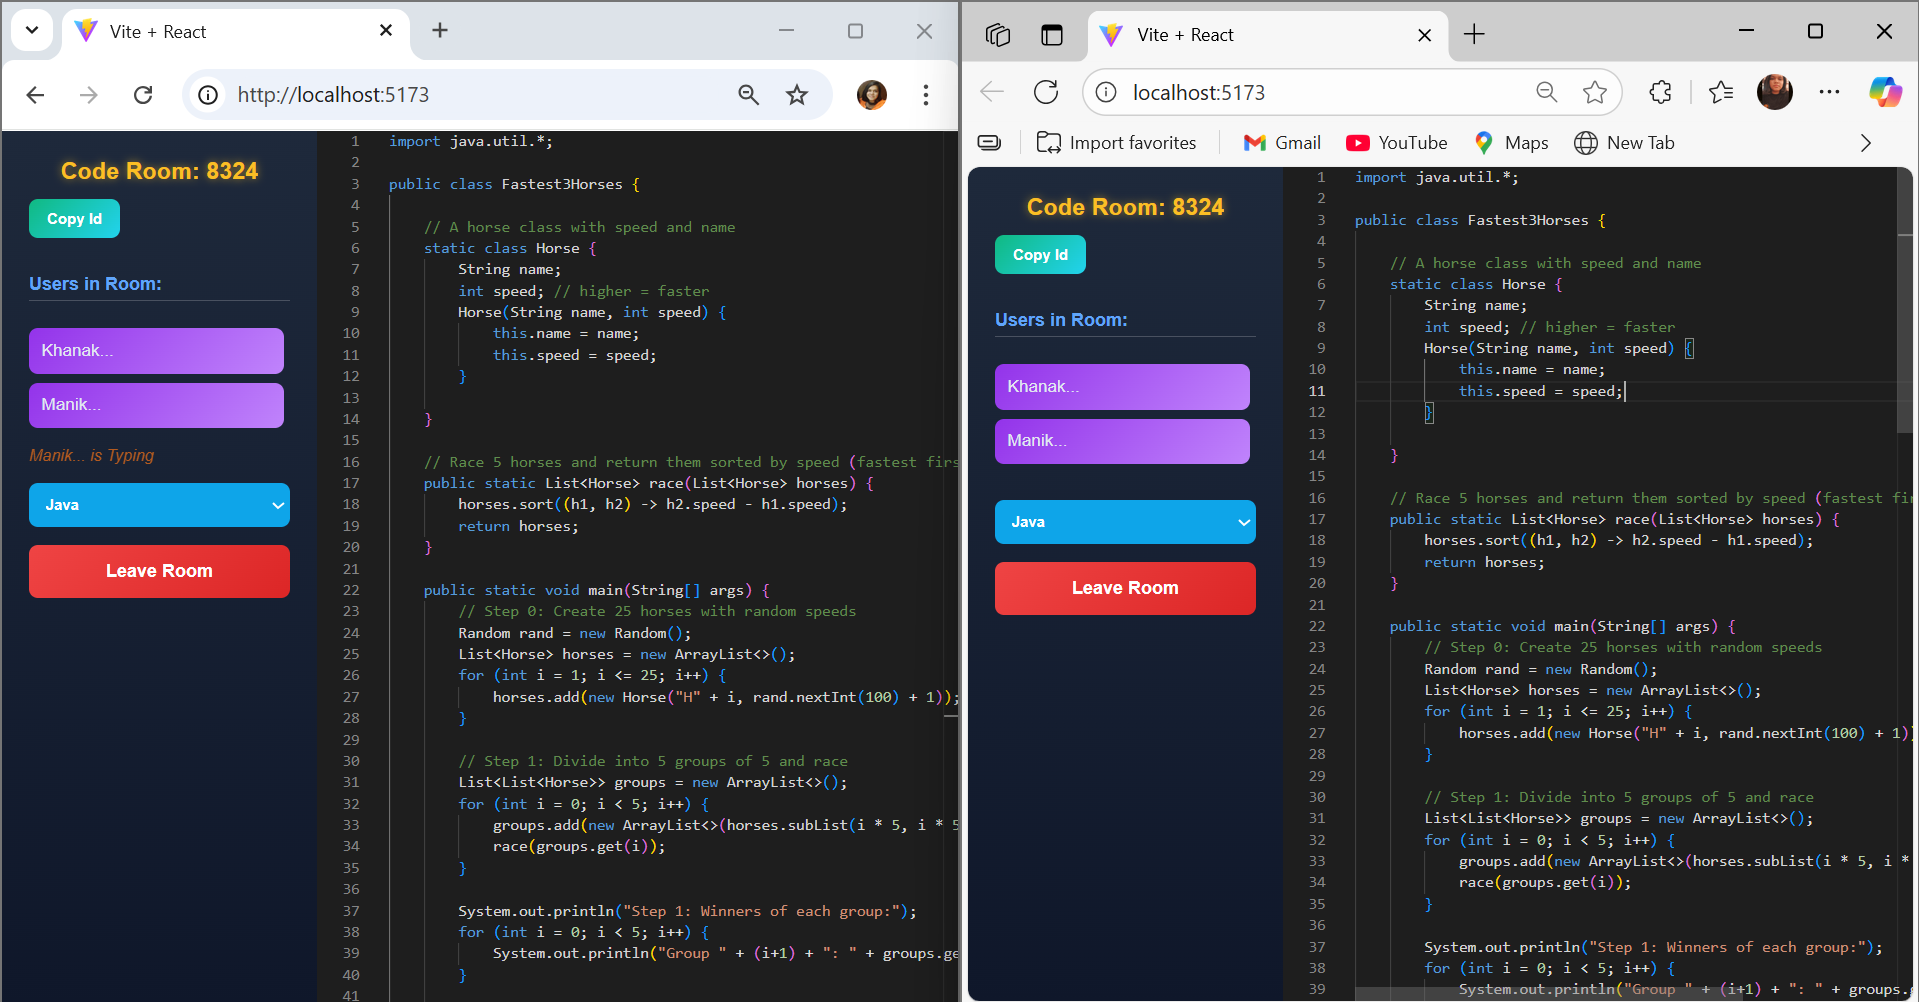 Vite + React
http://localhost:5173
Code Room: 8324
Copy Id
Users in Room:
Khanak...
Manik...
Manik... is Typing
Java
Leave Room
1 import java.util.*;
2
3 public class Fastest3Horses {
4
5 // A horse class with speed and name
6 static class Horse {
7 String name;
8 int speed; // higher = faster
9 Horse(String name, int speed) {
10 this.name = name;
11 this.speed = speed;
12 }
13
14 }
15
16 // Race 5 horses and return them sorted by speed (fastest firs
17 public static List<Horse> race(List<Horse> horses) {
18 horses.sort((h1, h2) -> h2.speed - h1.speed);
19 return horses;
20 }
21
22 public static void main(String[] args) {
23 // Step 0: Create 25 horses with random speeds
24 Random rand = new Random();
25 List<Horse> horses = new ArrayList<>();
26 for (int i = 1; i <= 25; i++) {
27 horses.add(new Horse("H" + i, rand.nextInt(100) + 1));
28 }
29
30 // Step 1: Divide into 5 groups of 5 and race
31 List<List<Horse>> groups = new ArrayList<>();
32 for (int i = 0; i < 5; i++) {
33 groups.add(new ArrayList<>(horses.subList(i * 5, i * 5
34 race(groups.get(i));
35 }
36
37 System.out.println("Step 1: Winners of each group:");
38 for (int i = 0; i < 5; i++) {
39 System.out.println("Group " + (i+1) + ": " + groups.ge
40 }
41
Vite + React
localhost:5173
Import favorites
Gmail
YouTube
Maps
New Tab
Code Room: 8324
Copy Id
Users in Room:
Khanak...
Manik...
Java
Leave Room
1 import java.util.*;
2
3 public class Fastest3Horses {
4
5 // A horse class with speed and name
6 static class Horse {
7 String name;
8 int speed; // higher = faster
9 Horse(String name, int speed) {
10 this.name = name;
11 this.speed = speed;
12 }
13
14 }
15
16 // Race 5 horses and return them sorted by speed (fastest fir
17 public static List<Horse> race(List<Horse> horses) {
18 horses.sort((h1, h2) -> h2.speed - h1.speed);
19 return horses;
20 }
21
22 public static void main(String[] args) {
23 // Step 0: Create 25 horses with random speeds
24 Random rand = new Random();
25 List<Horse> horses = new ArrayList<>();
26 for (int i = 1; i <= 25; i++) {
27 horses.add(new Horse("H" + i, rand.nextInt(100) + 1)
28 }
29
30 // Step 1: Divide into 5 groups of 5 and race
31 List<List<Horse>> groups = new ArrayList<>();
32 for (int i = 0; i < 5; i++) {
33 groups.add(new ArrayList<>(horses.subList(i * 5, i *
34 race(groups.get(i));
35 }
36
37 System.out.println("Step 1: Winners of each group:");
38 for (int i = 0; i < 5; i++) {
39 System.out.println("Group " + (i+1) + ": " + groups.g